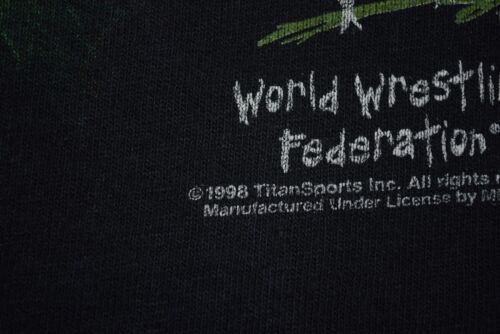 World Wrestli
Federation®
©1998 TitanSports Inc. All rights
Manufactured Under License by M